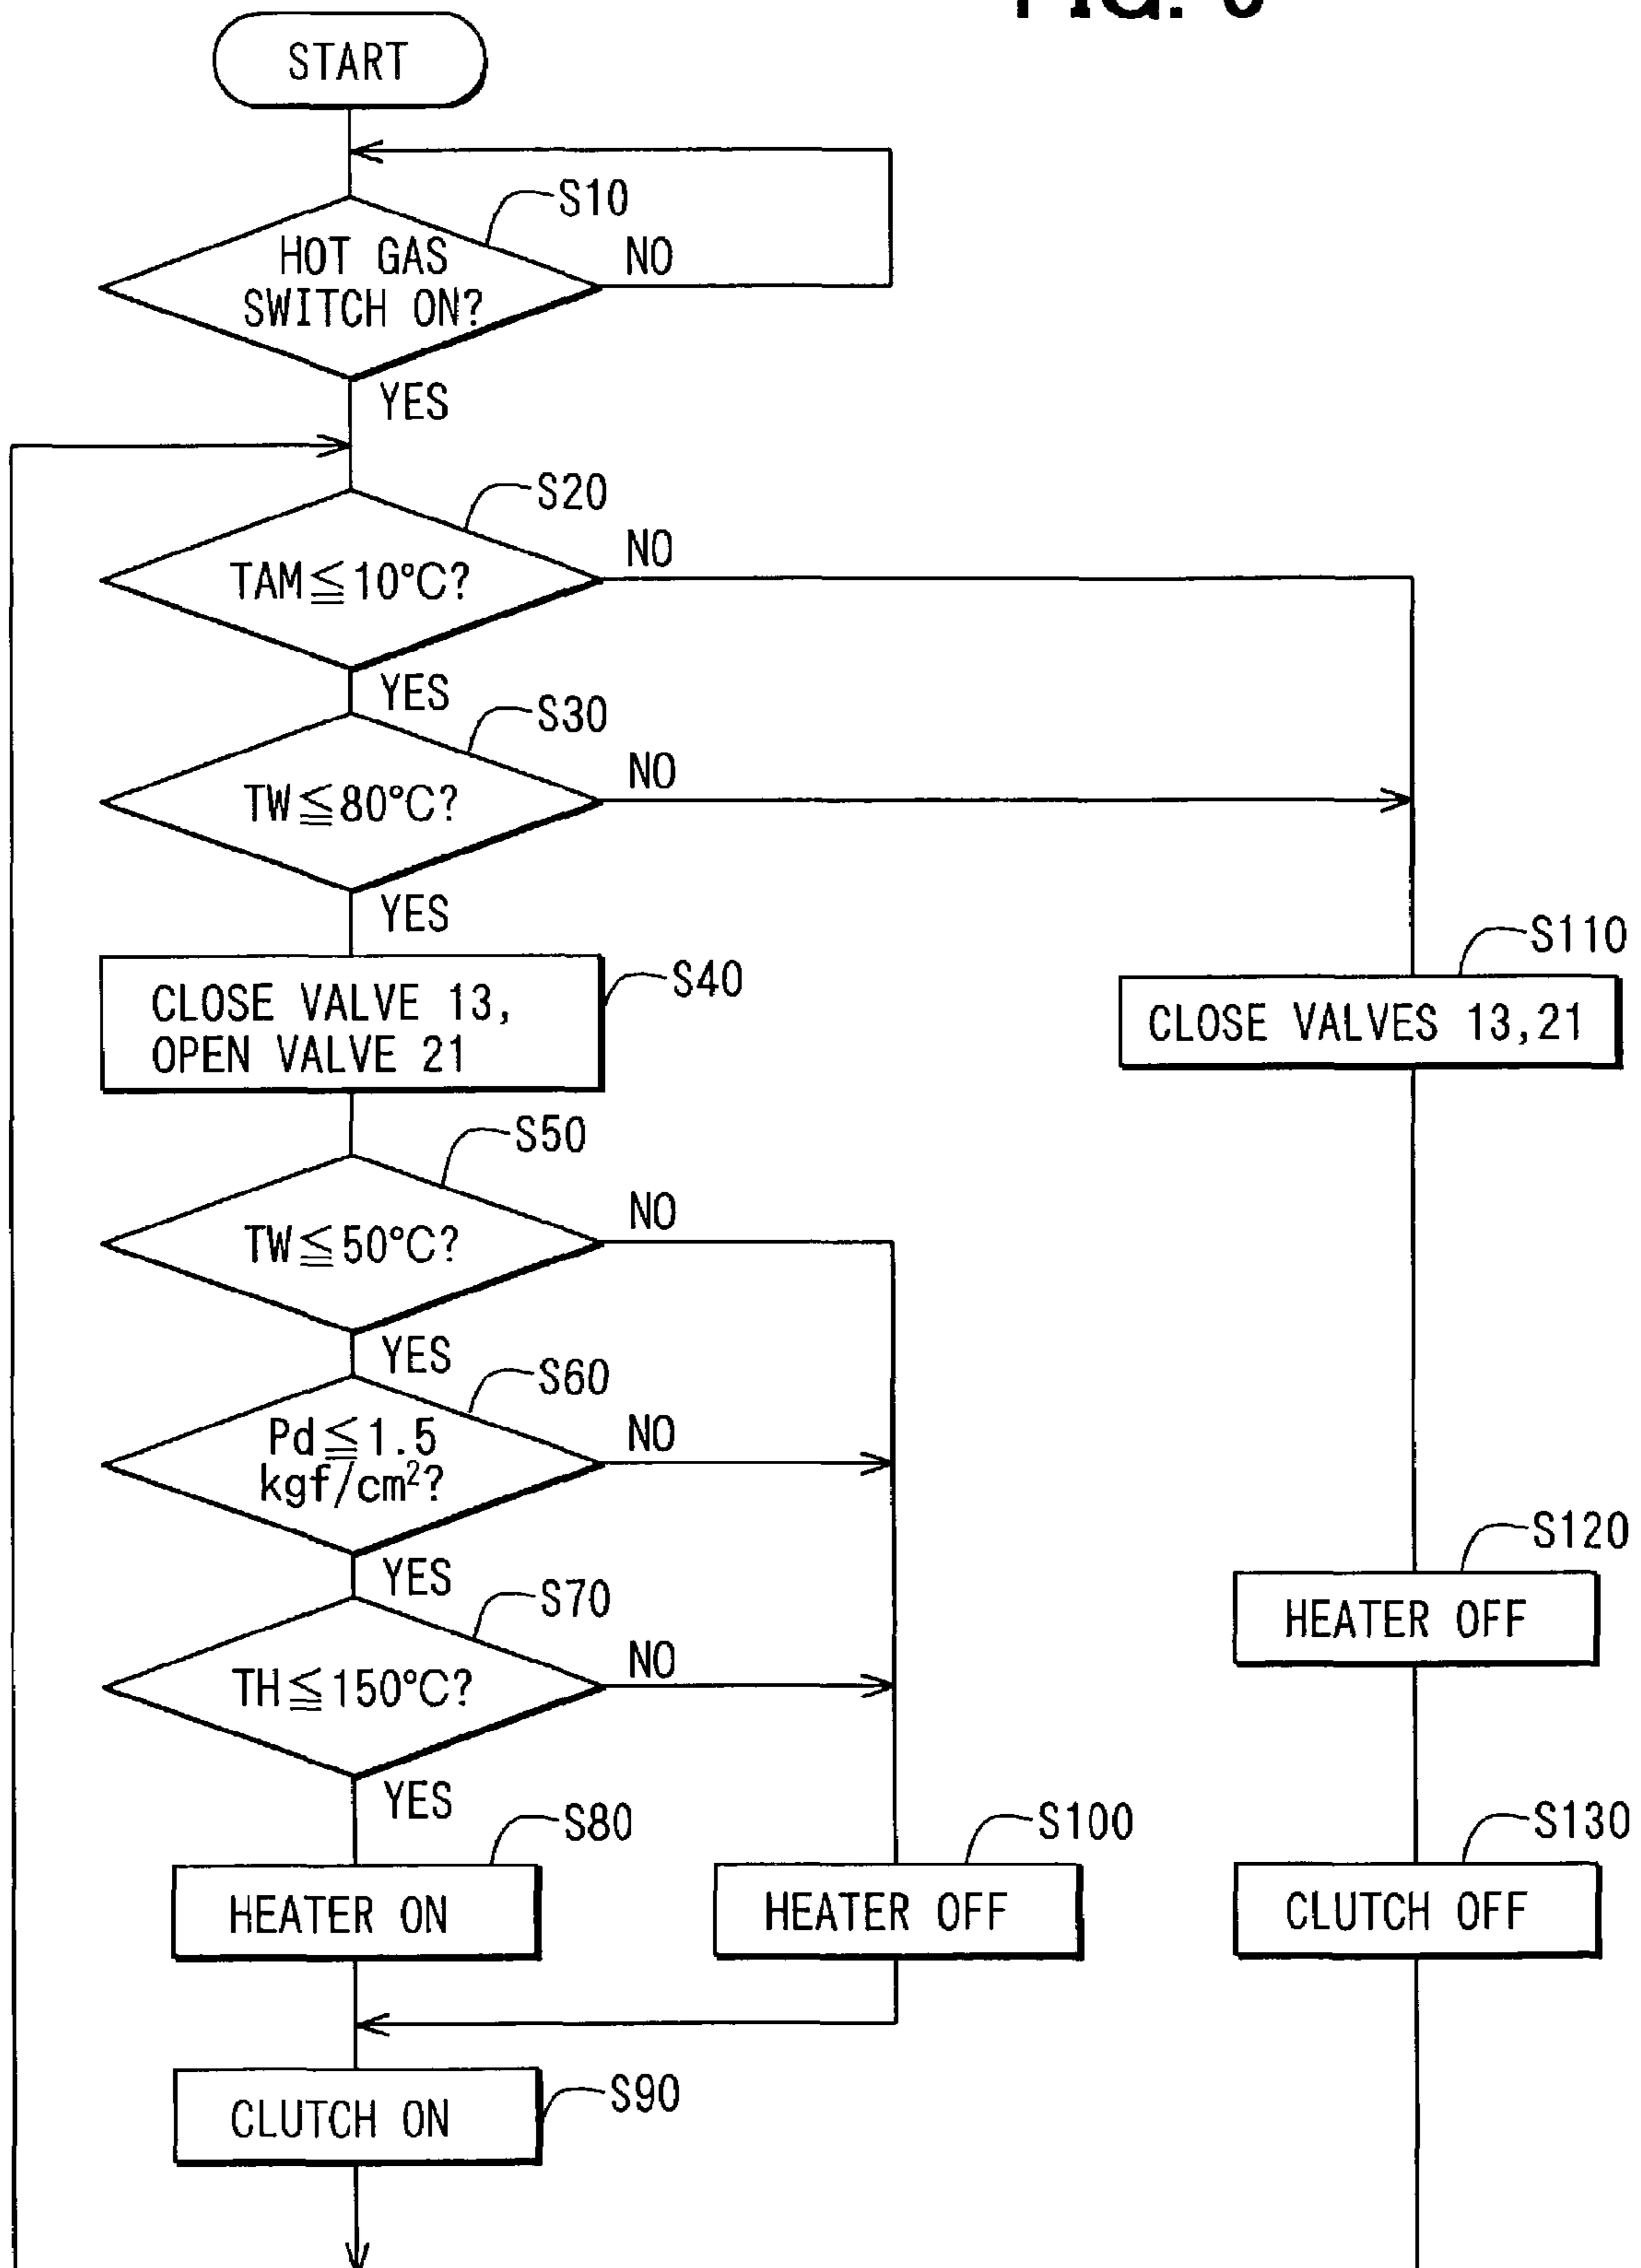 START
S10
HOT GAS
SWITCH ON?
NO
YES
S20
TAM≦10°C?
NO
YES
S30
TW≦80°C?
NO
YES
S40
CLOSE VALVE 13,
OPEN VALVE 21
S110
CLOSE VALVES 13,21
S50
TW≦50°C?
NO
YES
S60
Pd≦1.5
kgf/cm²?
NO
YES
S70
TH≦150°C?
NO
YES
S120
HEATER OFF
S80
HEATER ON
S100
HEATER OFF
S130
CLUTCH OFF
S90
CLUTCH ON